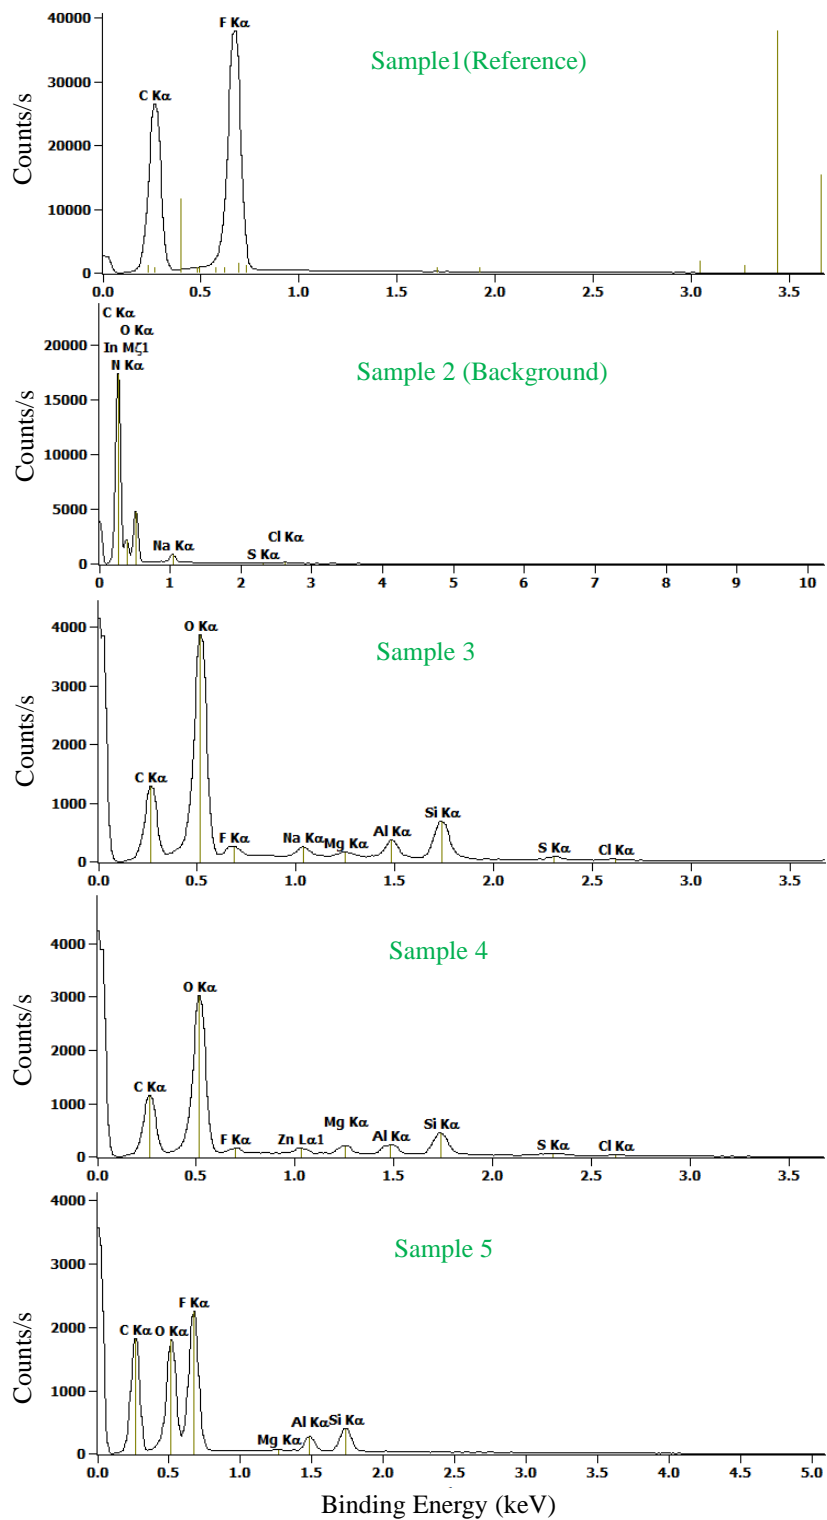 40000
F Kα
Sample1(Reference)
30000
C Kα
Counts/s
20000
10000
0
0.0 0.5 1.0 1.5 2.0 2.5 3.0 3.5
C Kα
O Kα
20000
In Mζ1
N Kα
Sample 2 (Background)
Counts/s
15000
10000
5000
Na Kα
Cl Kα
S Kα
0
0 1 2 3 4 5 6 7 8 9 10
4000
O Kα
Sample 3
Counts/s
3000
2000
C Kα
1000
F Kα
Na Kα
Mg Kα
Al Kα
Si Kα
S Kα
Cl Kα
0
0.0 0.5 1.0 1.5 2.0 2.5 3.0 3.5
4000
Sample 4
O Kα
3000
Counts/s
2000
C Kα
1000
F Kα
Zn Lα1
Mg Kα
Al Kα
Si Kα
S Kα
Cl Kα
0
0.0 0.5 1.0 1.5 2.0 2.5 3.0 3.5
4000
Sample 5
3000
F Kα
Counts/s
2000
C Kα O Kα
1000
Mg Kα
Al Kα Si Kα
0
0.0 0.5 1.0 1.5 2.0 2.5 3.0 3.5 4.0 4.5 5.0
Binding Energy (keV)